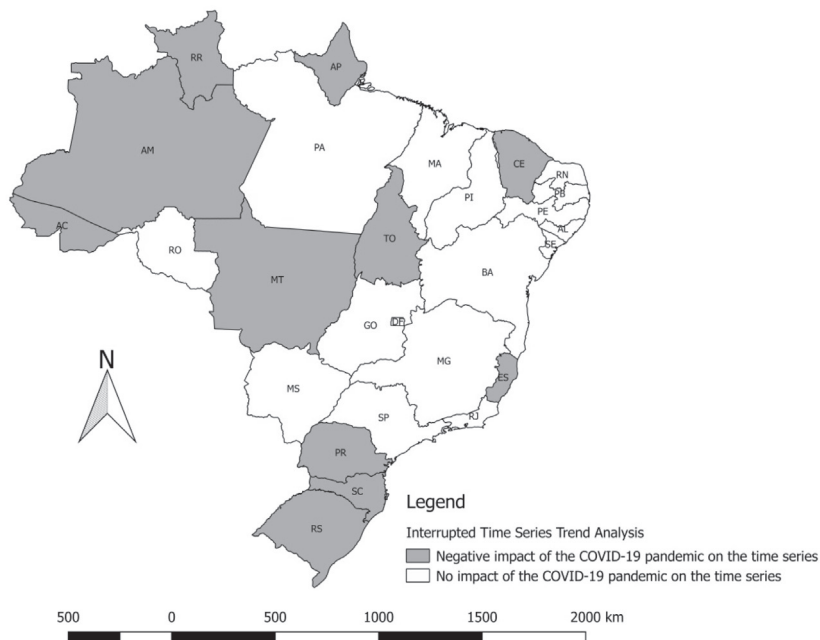 RR
AP
AM
PA
MA
CE
RN
PB
PI
PE
AL
SE
AC
RO
TO
BA
MT
GO
DF
MG
ES
MS
SP
RJ
PR
SC
RS
N
Legend
Interrupted Time Series Trend Analysis
Negative impact of the COVID-19 pandemic on the time series
No impact of the COVID-19 pandemic on the time series
500 0 500 1000 1500 2000 km